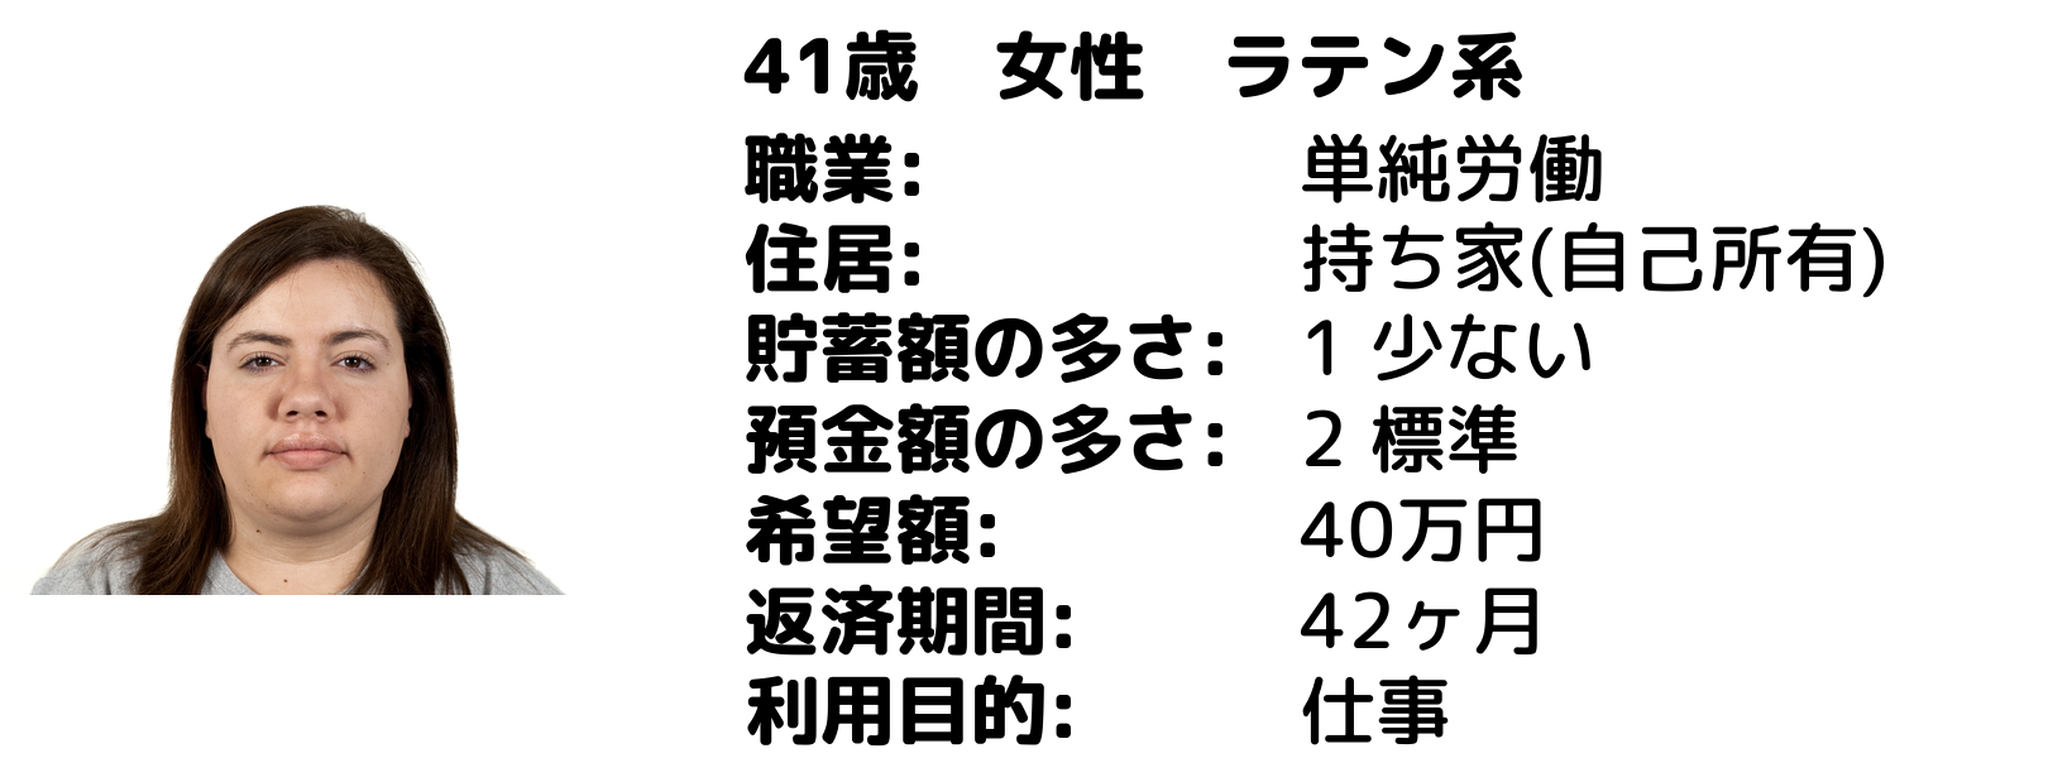 41歳　女性　ラテン系
職業: 単純労働
住居: 持ち家(自己所有)
貯蓄額の多さ: 1 少ない
預金額の多さ: 2 標準
希望額: 40万円
返済期間: 42ヶ月
利用目的: 仕事